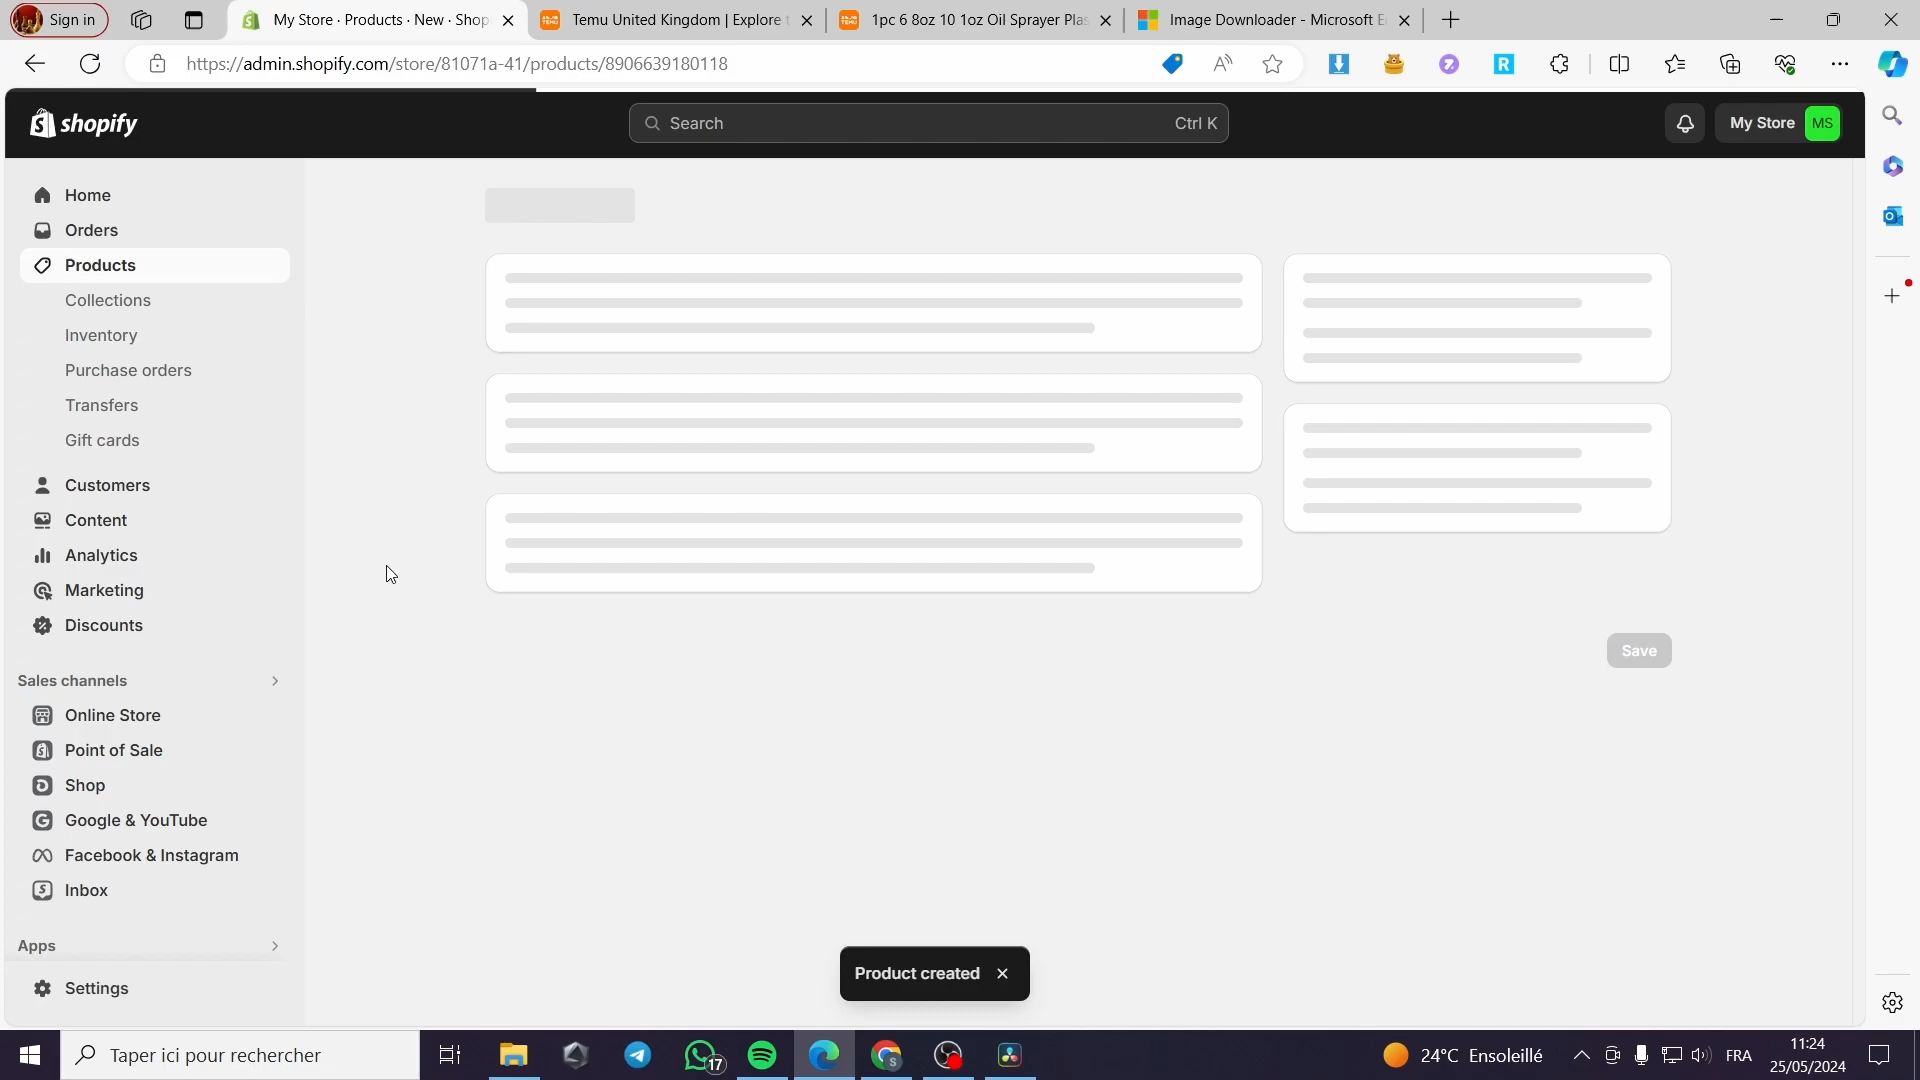 Sign in
My Store · Products · New · Shop
Temu United Kingdom | Explore t
1pc 6 8oz 10 1oz Oil Sprayer Plas
Image Downloader - Microsoft E
https://admin.shopify.com/store/81071a-41/products/8906639180118
shopify
Search
Ctrl K
My Store
MS
Home
Orders
Products
Collections
Inventory
Purchase orders
Transfers
Gift cards
Customers
Content
Analytics
Marketing
Discounts
Save
Sales channels
Online Store
Point of Sale
Shop
Google & YouTube
Facebook & Instagram
Inbox
Apps
Product created
Settings
Taper ici pour rechercher
17
24°C Ensoleillé
FRA
11:24
25/05/2024